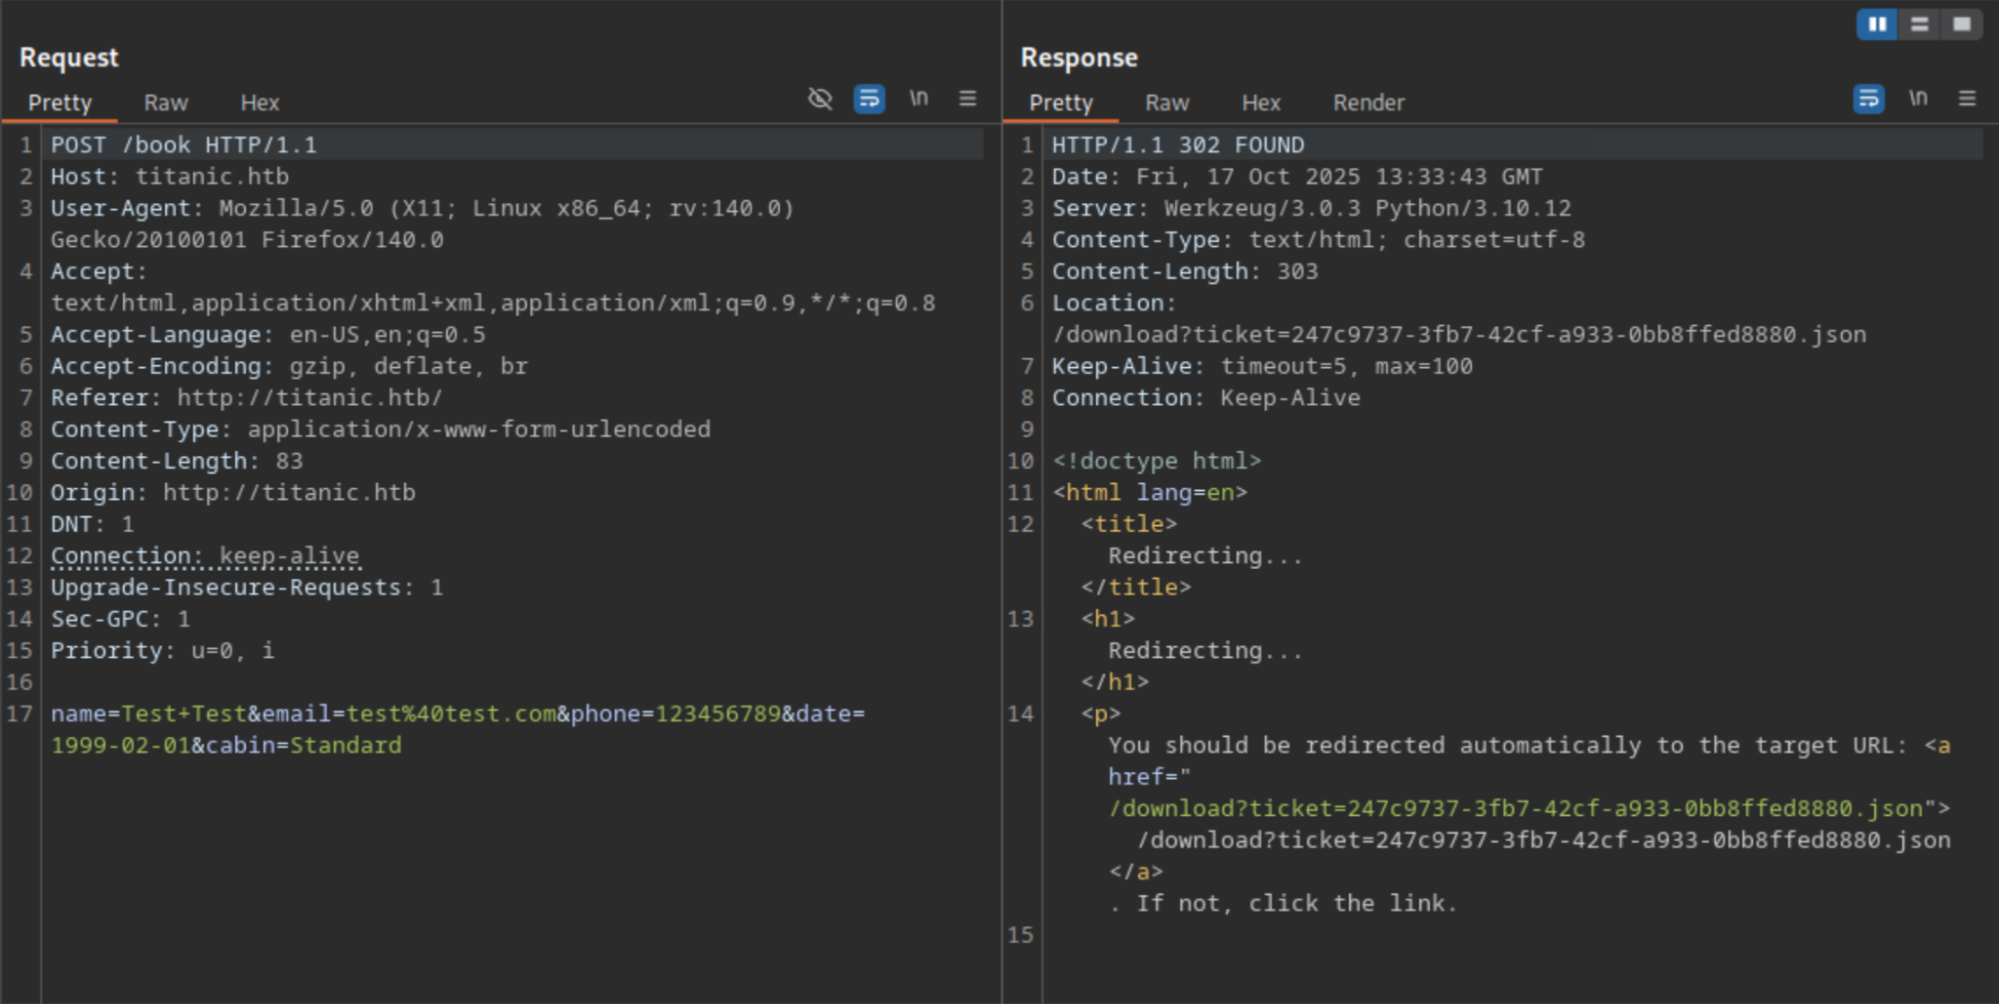 Request
Pretty Raw Hex \n
1 POST /book HTTP/1.1
2 Host: titanic.htb
3 User-Agent: Mozilla/5.0 (X11; Linux x86_64; rv:140.0)
Gecko/20100101 Firefox/140.0
4 Accept:
text/html,application/xhtml+xml,application/xml;q=0.9,*/*;q=0.8
5 Accept-Language: en-US,en;q=0.5
6 Accept-Encoding: gzip, deflate, br
7 Referer: http://titanic.htb/
8 Content-Type: application/x-www-form-urlencoded
9 Content-Length: 83
10 Origin: http://titanic.htb
11 DNT: 1
12 Connection: keep-alive
13 Upgrade-Insecure-Requests: 1
14 Sec-GPC: 1
15 Priority: u=0, i
16
17 name=Test+Test&email=test%40test.com&phone=123456789&date=
1999-02-01&cabin=Standard
Response
Pretty Raw Hex Render \n
1 HTTP/1.1 302 FOUND
2 Date: Fri, 17 Oct 2025 13:33:43 GMT
3 Server: Werkzeug/3.0.3 Python/3.10.12
4 Content-Type: text/html; charset=utf-8
5 Content-Length: 303
6 Location:
/download?ticket=247c9737-3fb7-42cf-a933-0bb8ffed8880.json
7 Keep-Alive: timeout=5, max=100
8 Connection: Keep-Alive
9
10 <!doctype html>
11 <html lang=en>
12 <title>
Redirecting...
</title>
13 <h1>
Redirecting...
</h1>
14 <p>
You should be redirected automatically to the target URL: <a
href="
/download?ticket=247c9737-3fb7-42cf-a933-0bb8ffed8880.json">
/download?ticket=247c9737-3fb7-42cf-a933-0bb8ffed8880.json
</a>
. If not, click the link.
15